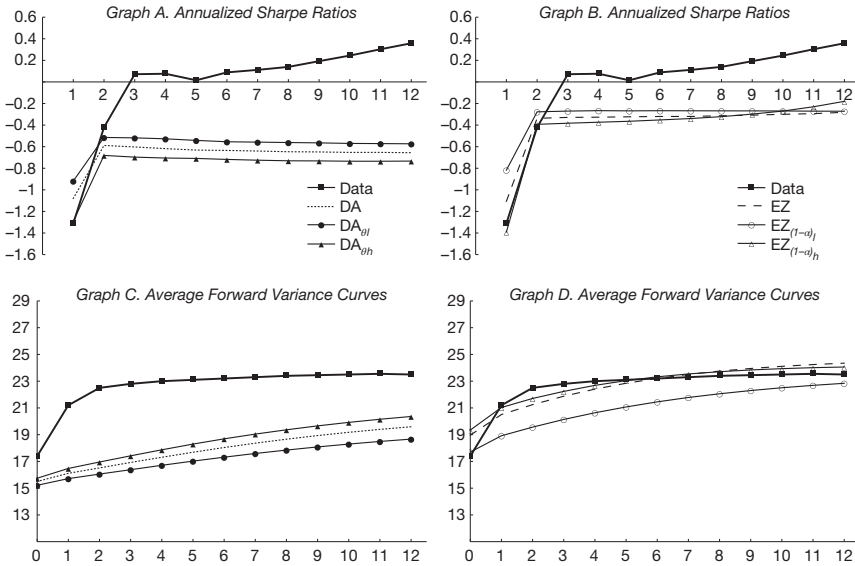 Graph A. Annualized Sharpe Ratios
0.6
0.4
0.2
−0.2
−0.4
−0.6
−0.8
−1
−1.2
−1.4
−1.6
1 2 3 4 5 6 7 8 9 10 11 12
Data
DA
DAθl
DAθh
Graph B. Annualized Sharpe Ratios
0.6
0.4
0.2
−0.2
−0.4
−0.6
−0.8
−1
−1.2
−1.4
−1.6
1 2 3 4 5 6 7 8 9 10 11 12
Data
EZ
EZ(1−α)l
EZ(1−α)h
Graph C. Average Forward Variance Curves
29
27
25
23
21
19
17
15
13
11
0 1 2 3 4 5 6 7 8 9 10 11 12
Graph D. Average Forward Variance Curves
29
27
25
23
21
19
17
15
13
11
0 1 2 3 4 5 6 7 8 9 10 11 12